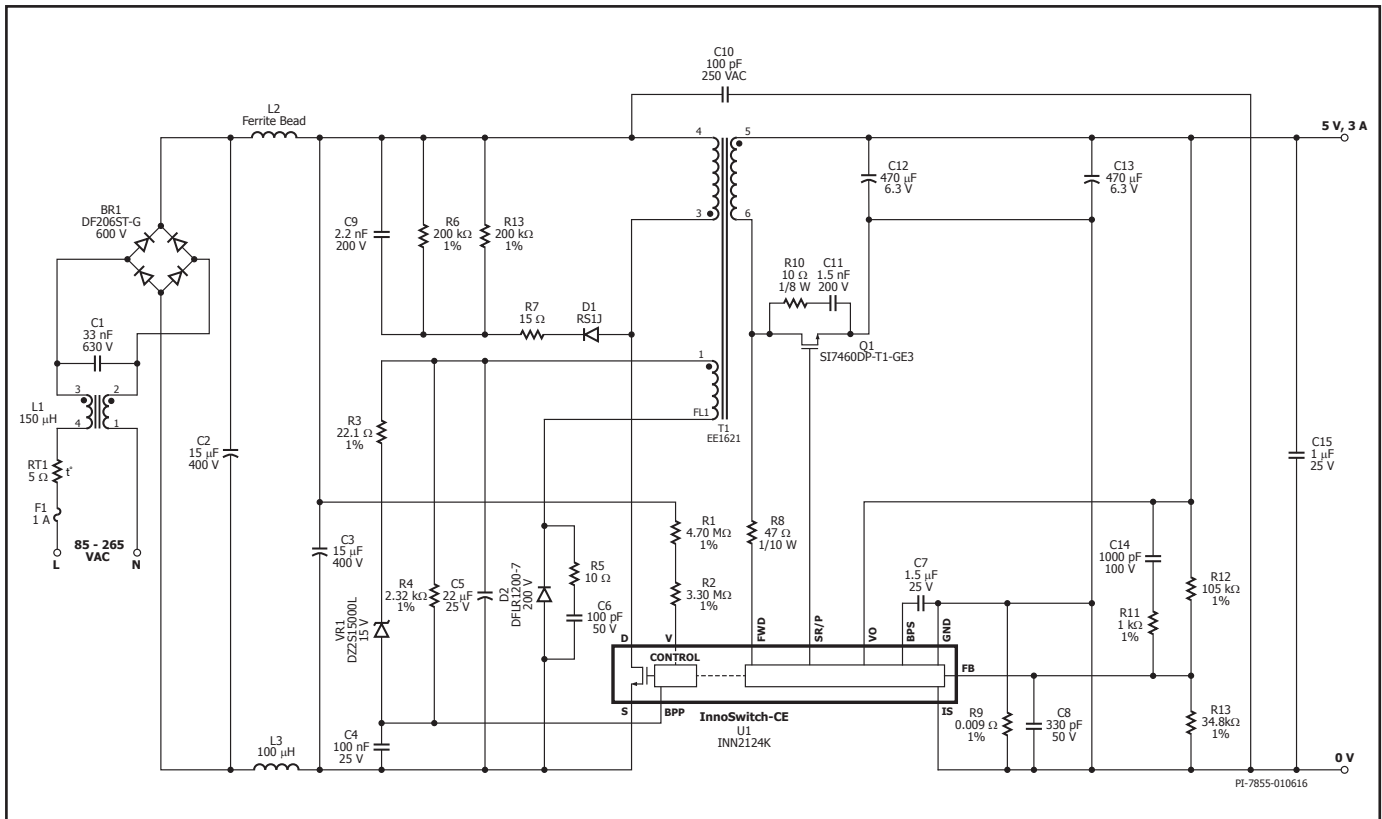 C10
100 pF
250 VAC
L2
Ferrite Bead
4
5
5 V, 3 A
C12
470 μF
6.3 V
C13
470 μF
6.3 V
BR1
DF206ST-G
600 V
C9
2.2 nF
200 V
R6
200 kΩ
1%
R13
200 kΩ
1%
3
6
R10
10 Ω
1/8 W
C11
1.5 nF
200 V
R7
15 Ω
D1
RS1J
Q1
SI7460DP-T1-GE3
C1
33 nF
630 V
1
3
2
L1
150 μH
4
1
FL1
T1
EE1621
R3
22.1 Ω
1%
C2
15 μF
400 V
C15
1 μF
25 V
RT1
5 Ω
t°
F1
1 A
85 - 265
VAC
L
N
C3
15 μF
400 V
R1
4.70 MΩ
1%
R8
47 Ω
1/10 W
C14
1000 pF
100 V
R4
2.32 kΩ
1%
C5
22 μF
25 V
D2
DFLR1200-7
200 V
R5
10 Ω
R2
3.30 MΩ
1%
C7
1.5 μF
25 V
R12
105 kΩ
1%
C6
100 pF
50 V
R11
1 kΩ
1%
VR1
DZ2S15000L
15 V
D
V
FWD
SR/P
VO
BPS
GND
CONTROL
FB
S
BPP
InnoSwitch-CE
U1
INN2124K
IS
R9
0.009 Ω
1%
C8
330 pF
50 V
R13
34.8kΩ
1%
C4
100 nF
25 V
L3
100 μH
0 V
PI-7855-010616